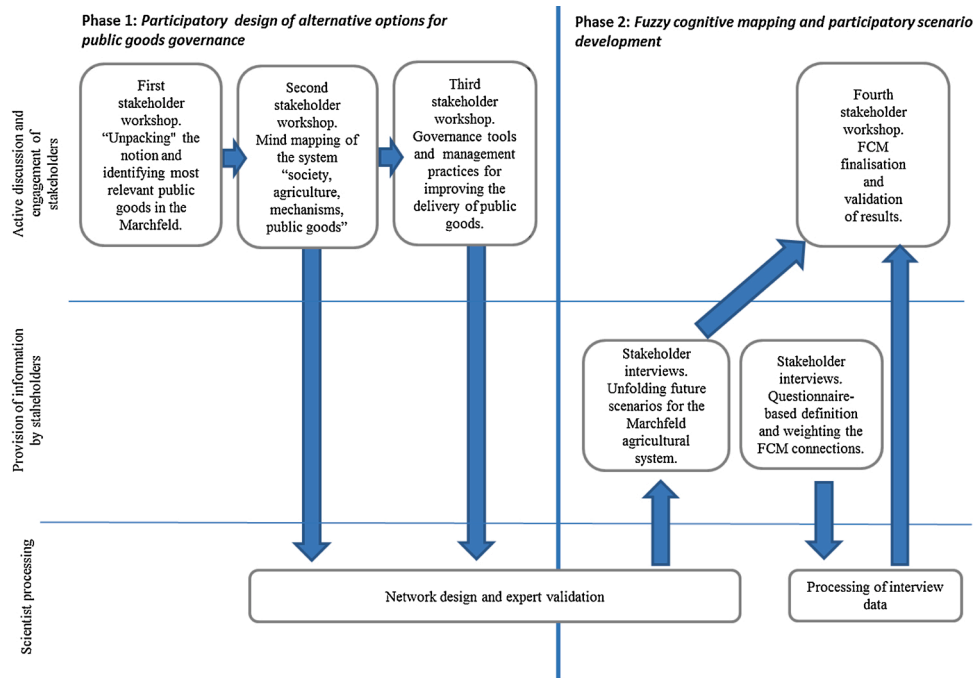 Phase 1: Participatory design of alternative options for
public goods governance
Phase 2: Fuzzy cognitive mapping and participatory scenario
development
Active discussion and
engagement of
stakeholders
First
stakeholder
workshop.
“Unpacking" the
notion and
identifying most
relevant public
goods in the
Marchfeld.
Second
stakeholder
workshop.
Mind mapping of
the system
“society,
agriculture,
mechanisms,
public goods”
Third
stakeholder
workshop.
Governance tools
and management
practices for
improving the
delivery of public
goods.
Fourth
stakeholder
workshop.
FCM
finalisation
and
validation
of results.
Provision of information
by staheholders
Stakeholder
interviews.
Unfolding future
scenarios for the
Marchfeld
agricultural
system.
Stakeholder
interviews.
Questionnaire-
based definition
and weighting the
FCM connections.
Scientist processing
Network design and expert validation
Processing of interview
data